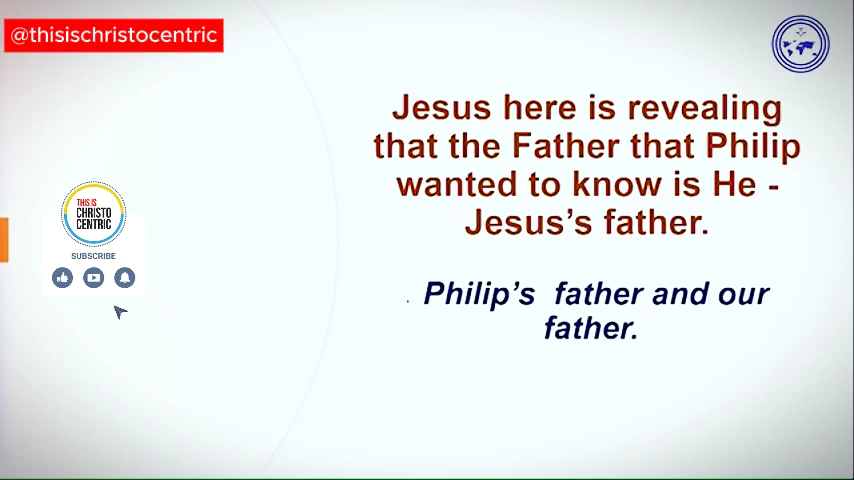 @thisischristocentric
Jesus here is revealing
that the Father that Philip
wanted to know is He -
Jesus's father.
. Philip's father and our
father.
THIS IS
CHRISTO
CENTRIC
SUBSCRIBE